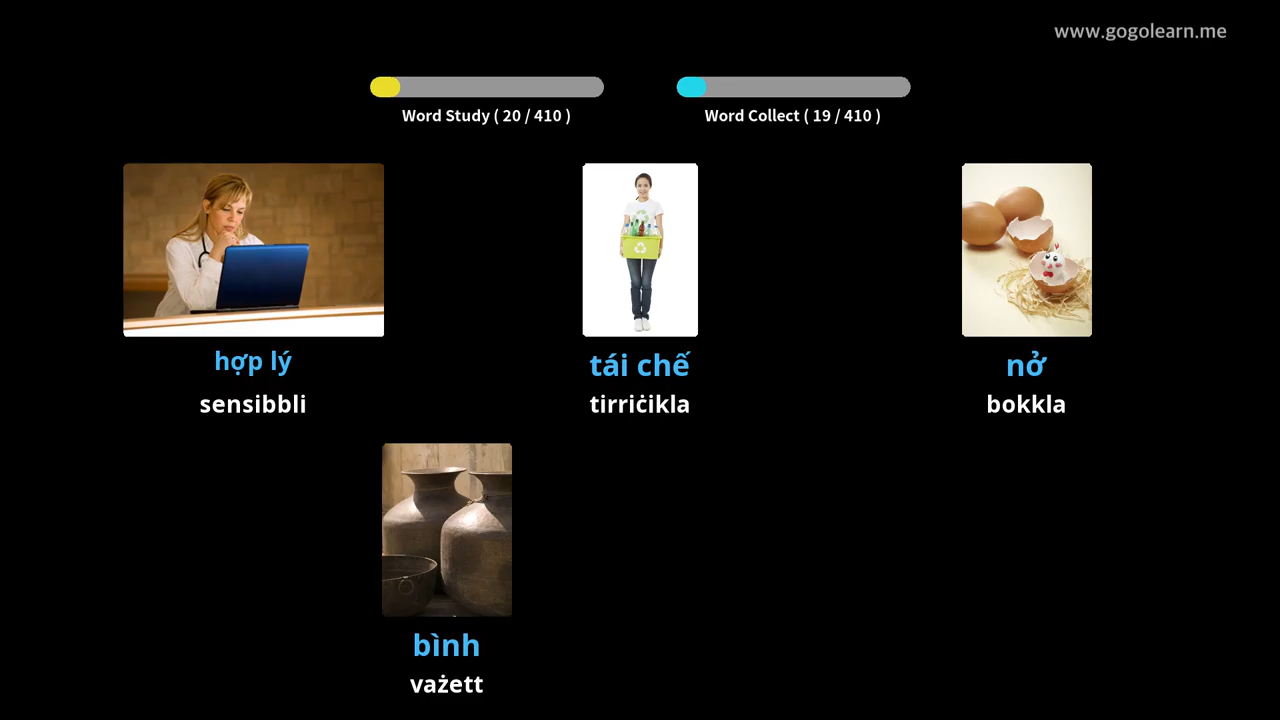 www.gogolearn.me
Word Study ( 20 / 410 )
Word Collect ( 19 / 410 )
hợp lý
sensibbli
tái chế
tirriċikla
nở
bokkla
bình
važett